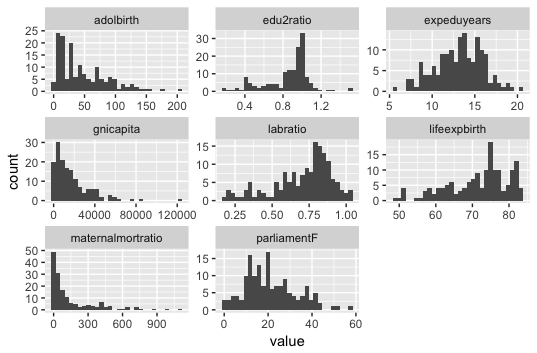 adolbirth edu2ratio expeduyears
25
20
15
10
5
0
0 50 100 150 200
30
20
10
0
0.4 0.8 1.2
10
5
0
5 10 15 20
gnicapita labratio lifeexpbirth
30
20
10
0
0 40000 80000 120000
15
10
5
0
0.25 0.50 0.75 1.00
15
10
5
0
50 60 70 80
maternalmortratio parliamentF
50
40
30
20
10
0
0 300 600 900
15
10
5
0
0 20 40 60
count
value